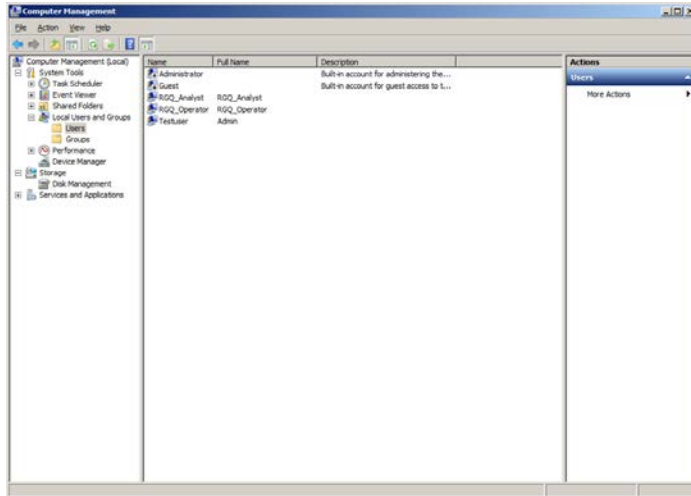 Computer Management
File Action View Help
Computer Management (Local)
System Tools
Task Scheduler
Event Viewer
Shared Folders
Local Users and Groups
Users
Groups
Performance
Device Manager
Storage
Disk Management
Services and Applications
Name Full Name Description
Administrator Built-in account for administering the...
Guest Built-in account for guest access to t...
RGQ_Analyst RGQ_Analyst
RGQ_Operator RGQ_Operator
Testuser Admin
Actions
Users
More Actions